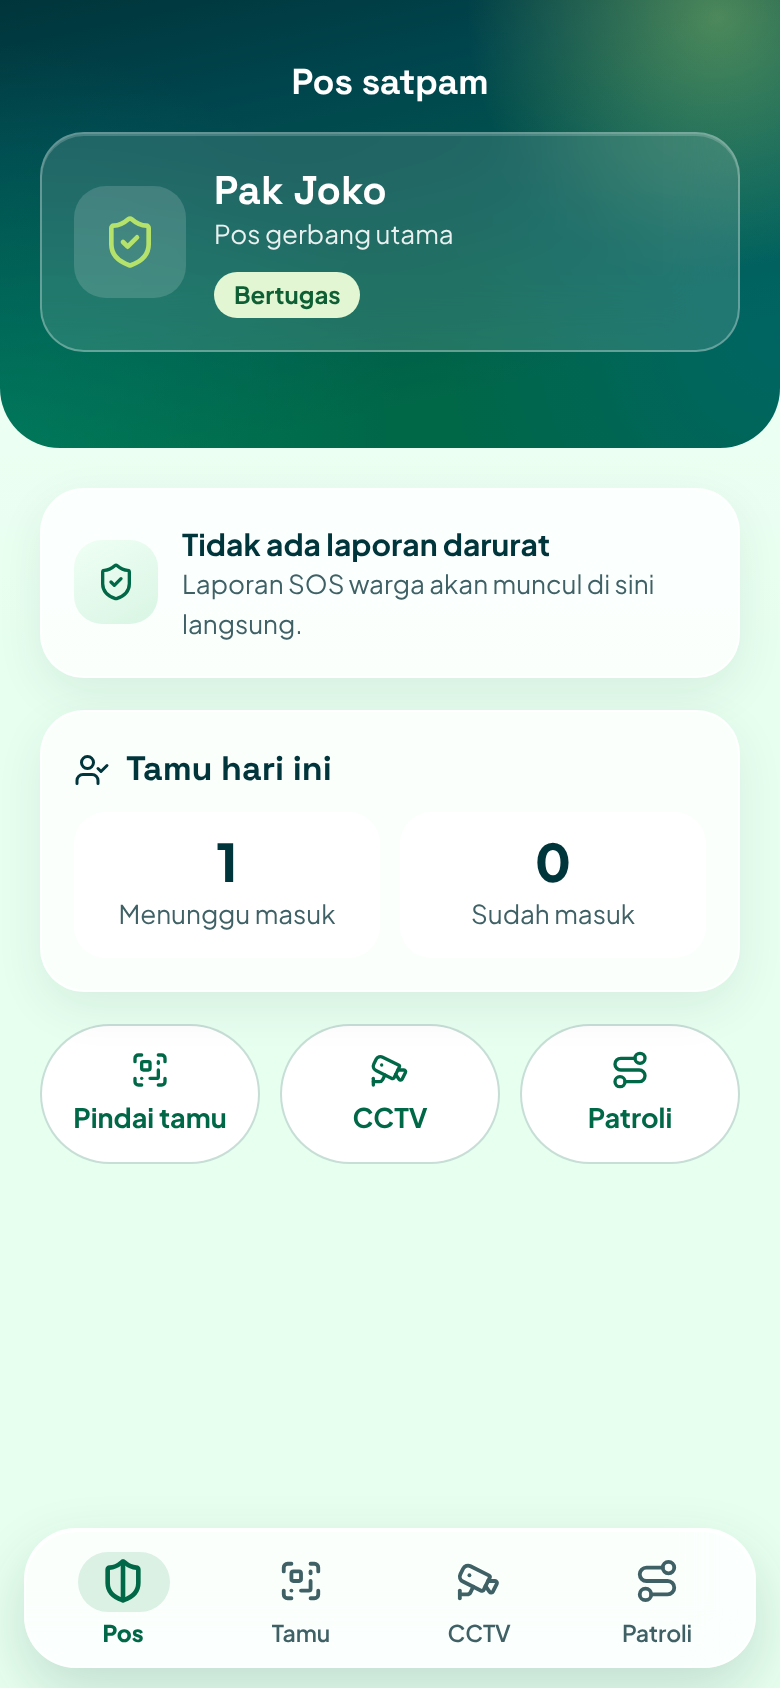 Pos satpam
Pak Joko
Pos gerbang utama
Bertugas
Tidak ada laporan darurat
Laporan SOS warga akan muncul di sini
langsung.
Tamu hari ini
1
Menunggu masuk
0
Sudah masuk
Pindai tamu
CCTV
Patroli
Pos
Tamu
CCTV
Patroli